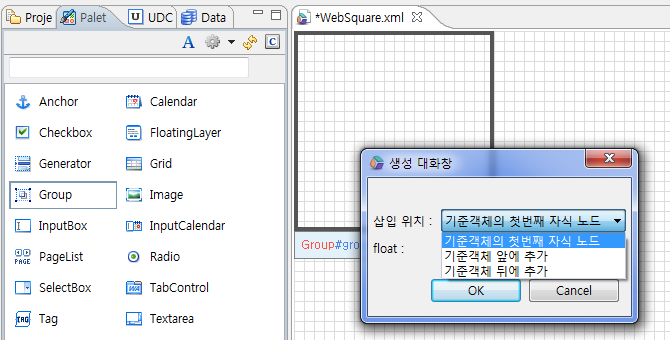 Proje Palet UDC Data
A C
Anchor Calendar
Checkbox FloatingLayer
Generator Grid
Group Image
InputBox InputCalendar
PageList Radio
SelectBox TabControl
Tag Textarea
*WebSquare.xml
Group#gro
생성 대화창
삽입 위치 : 기준객체의 첫번째 자식 노드
기준객체의 첫번째 자식 노드
float : 기준객체 앞에 추가
기준객체 뒤에 추가
OK Cancel